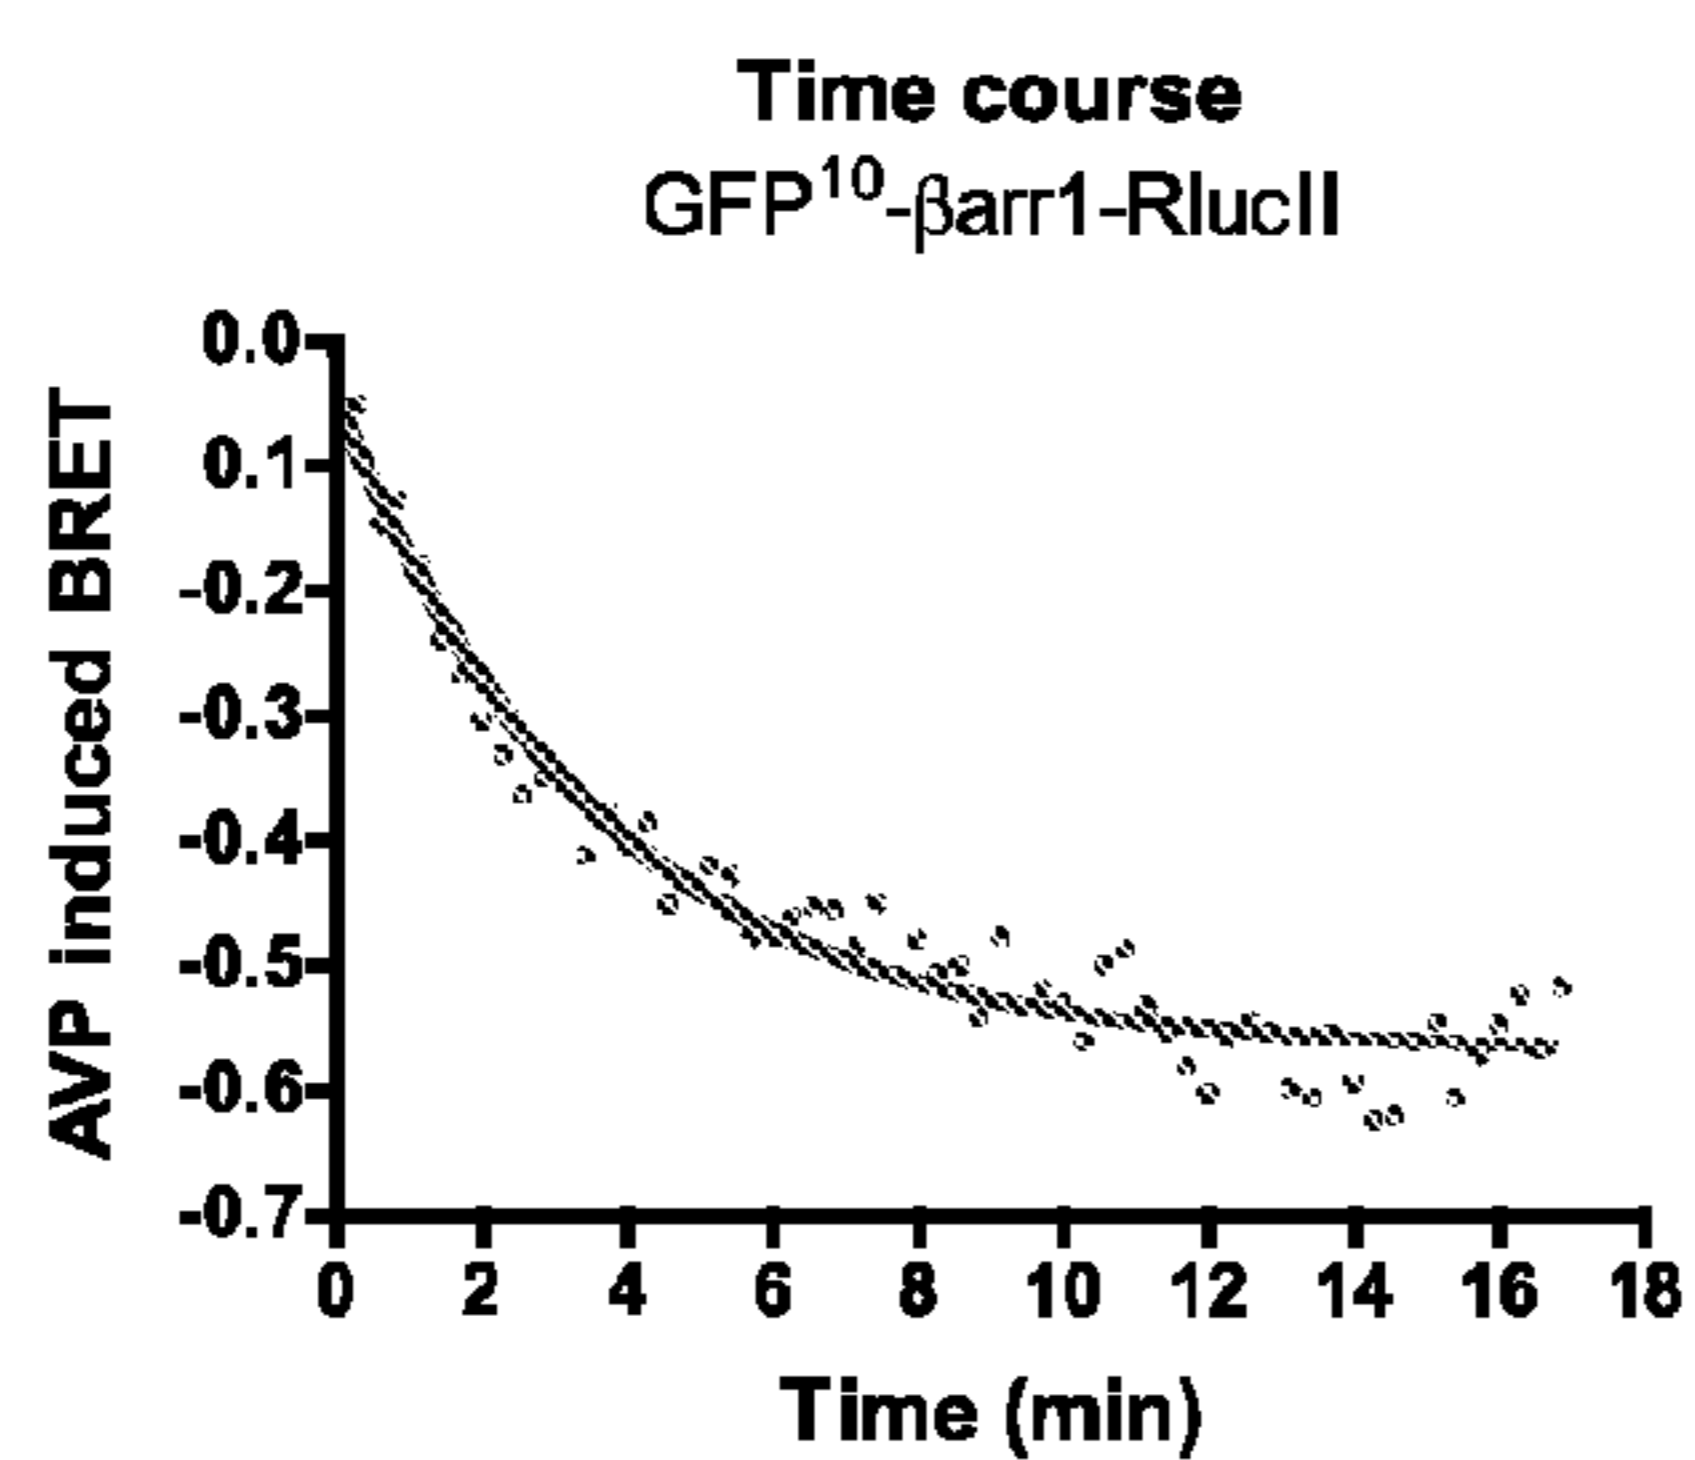 Time course
GFP¹⁰-βarr1-RlucII
AVP induced BRET
0.0
0.1
-0.2
-0.3
-0.4
-0.5
-0.6
-0.7
0 2 4 6 8 10 12 14 16 18
Time (min)